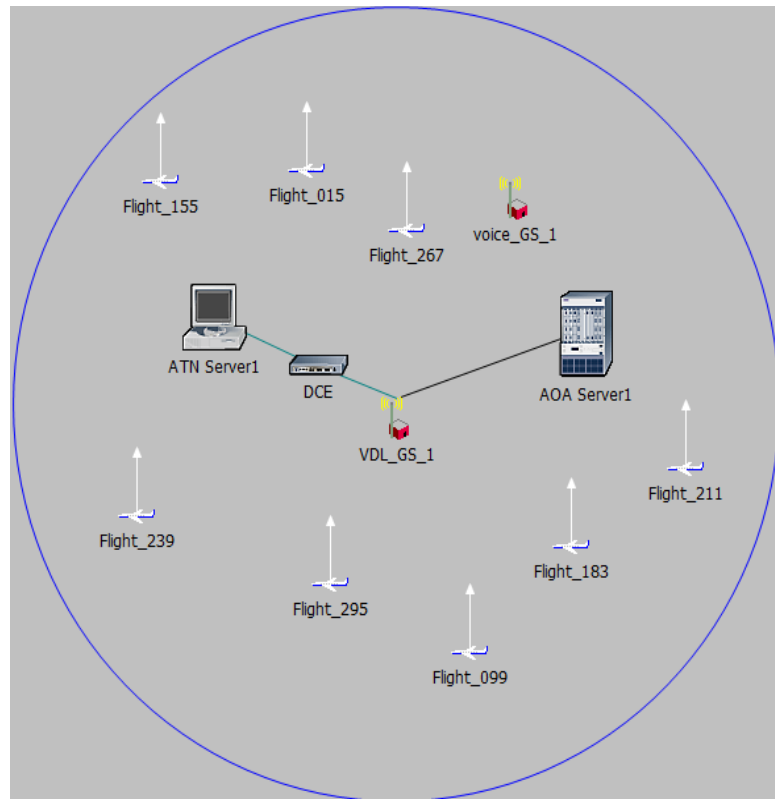 Flight_155
Flight_015
Flight_267
voice_GS_1
ATN Server1
DCE
AOA Server1
VDL_GS_1
Flight_211
Flight_239
Flight_183
Flight_295
Flight_099